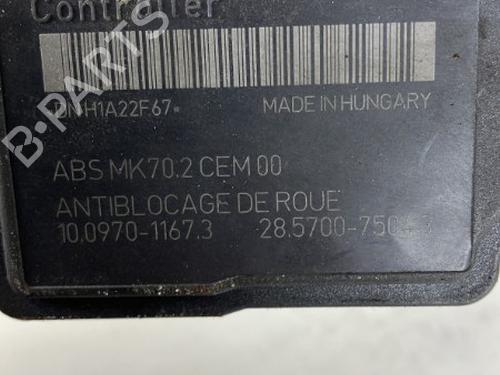 Controller
B-PARTS
MADE IN HUNGARY
ABS MK70.2 CEM 00
ANTIBLOCAGE DE ROUE
10.0970-1167.3